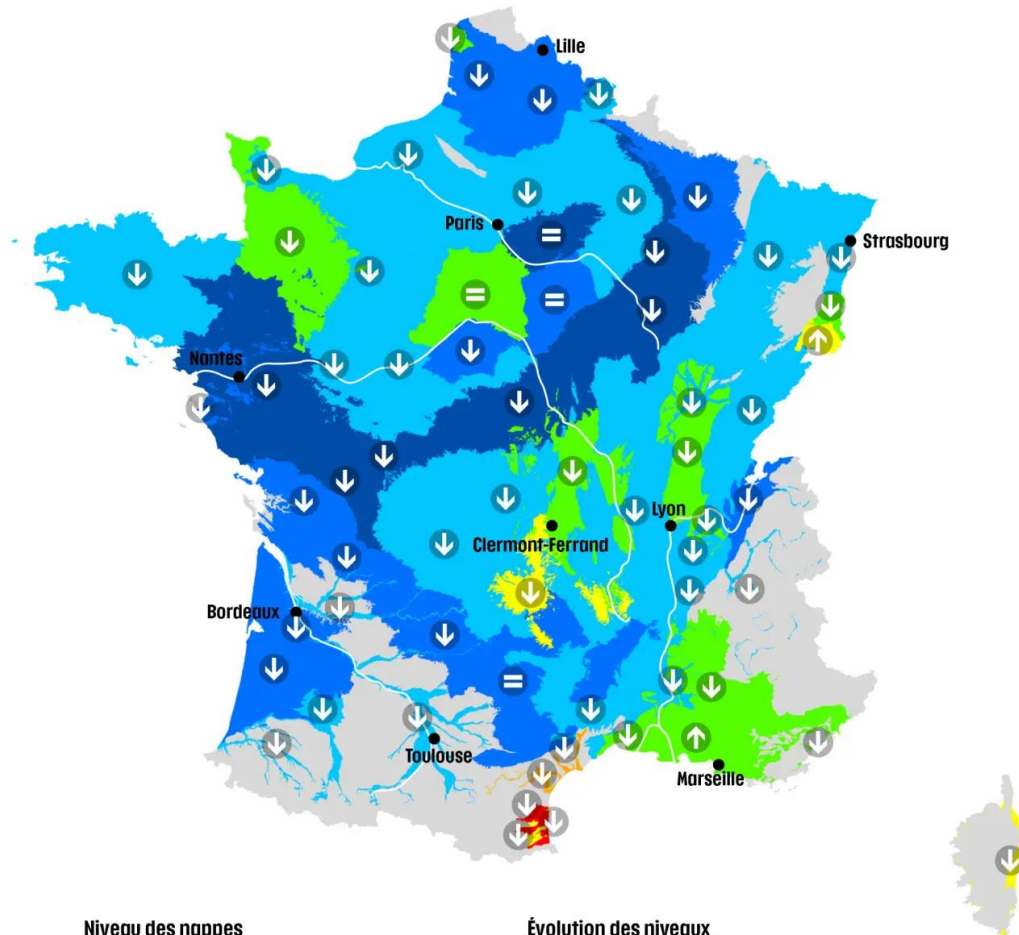 Lille
Paris
Strasbourg
Nantes
Lyon
Clermont-Ferrand
Bordeaux
Toulouse
Marseille
Niveau des nappes
Évolution des niveaux